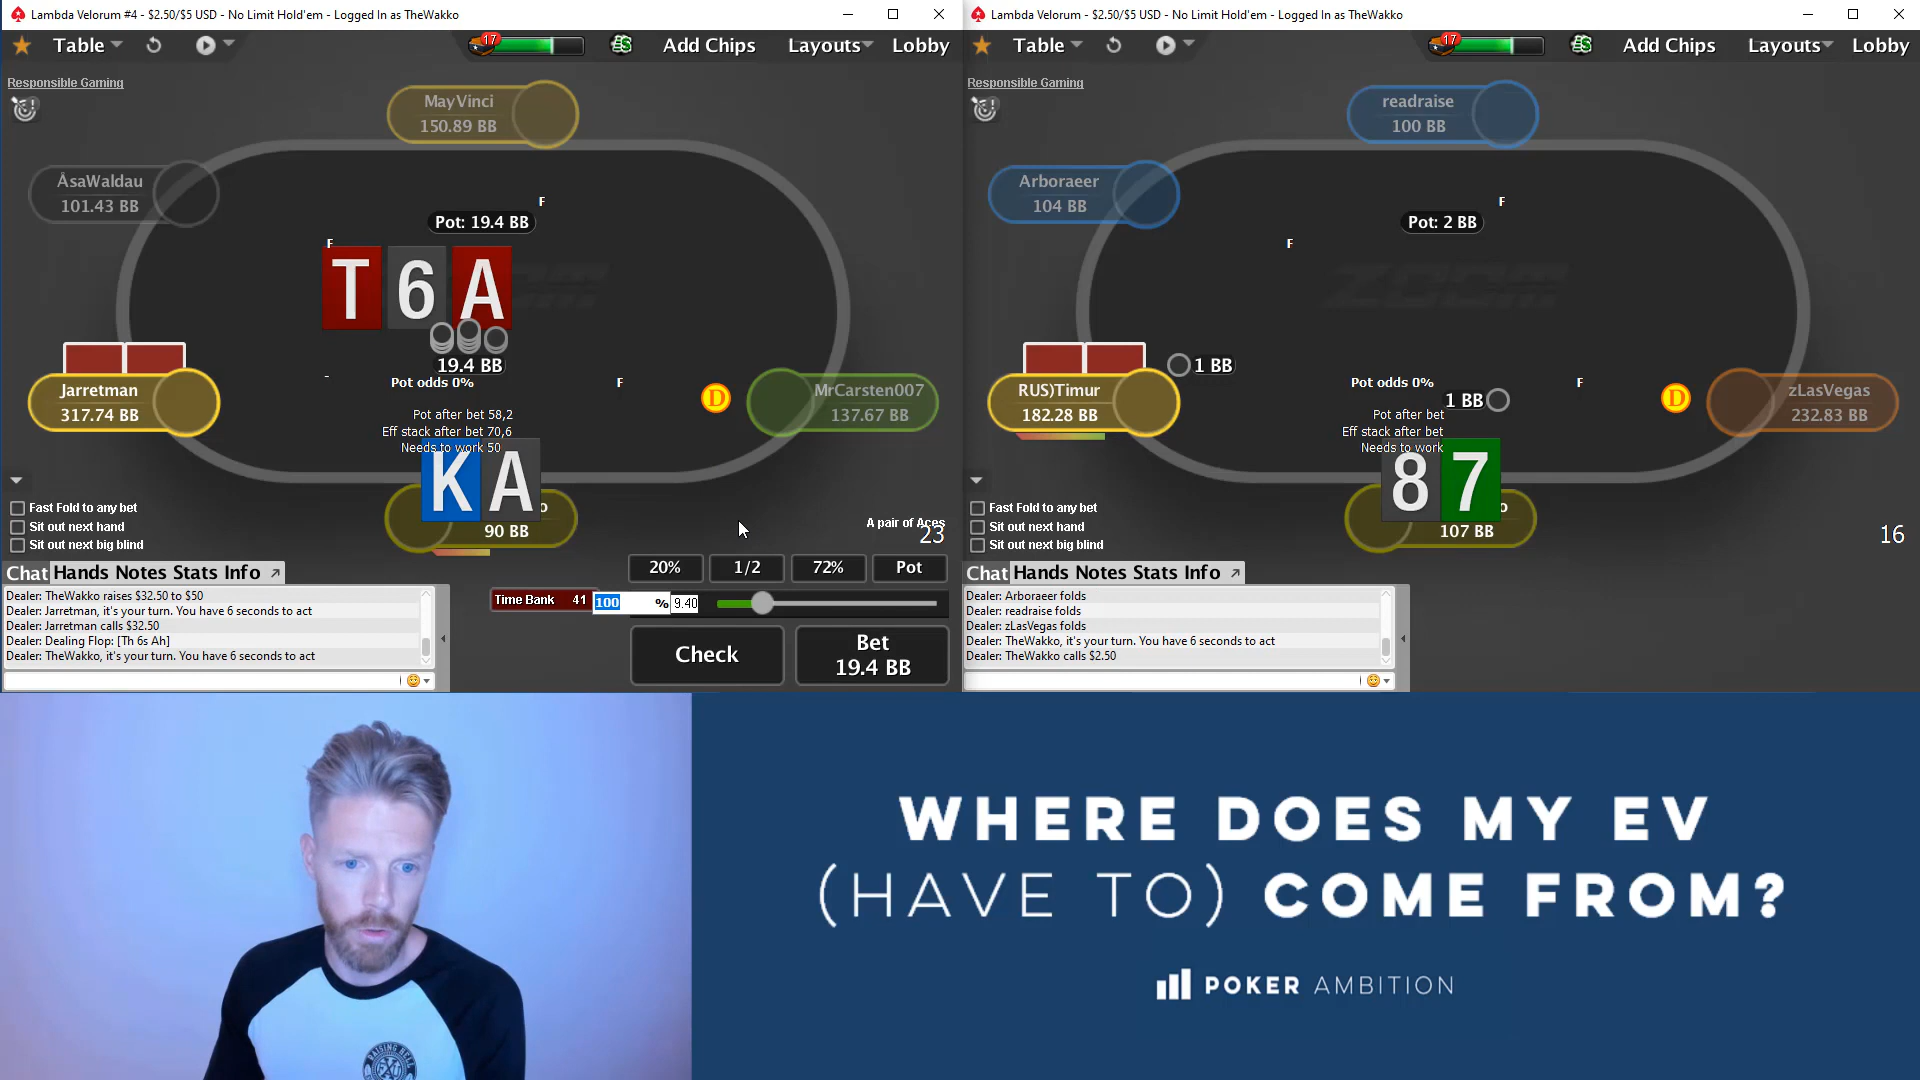 Lambda Velorum #4 - $2.50/$5 USD - No Limit Hold'em - Logged In as TheWakko
Table
17
Add Chips
Layouts
Lobby
Responsible Gaming
MayVinci
150.89 BB
ÅsaWaldau
101.43 BB
F
Pot: 19.4 BB
F
T 6 A
19.4 BB
Jarretman
317.74 BB
-
Pot odds 0%
F
D
MrCarsten007
137.67 BB
Pot after bet 58,2
Eff stack after bet 70,6
Needs to work 50
K A
o
90 BB
Fast Fold to any bet
Sit out next hand
Sit out next big blind
A pair of Aces
23
Chat Hands Notes Stats Info
20%
1/2
72%
Pot
Dealer: TheWakko raises $32.50 to $50
Dealer: Jarretman, it's your turn. You have 6 seconds to act
Dealer: Jarretman calls $32.50
Dealer: Dealing Flop: [Th 6s Ah]
Dealer: TheWakko, it's your turn. You have 6 seconds to act
Time Bank 41
100 %
9.40
Check
Bet
19.4 BB
Lambda Velorum - $2.50/$5 USD - No Limit Hold'em - Logged In as TheWakko
Table
17
Add Chips
Layouts
Lobby
Responsible Gaming
readraise
100 BB
Arboraeer
104 BB
F
Pot: 2 BB
F
ZOOM
RUS)Timur
182.28 BB
1 BB
Pot odds 0%
F
1 BB
D
zLasVegas
232.83 BB
Pot after bet
Eff stack after bet
Needs to work
8 7
o
107 BB
Fast Fold to any bet
Sit out next hand
Sit out next big blind
16
Chat Hands Notes Stats Info
Dealer: Arboraeer folds
Dealer: readraise folds
Dealer: zLasVegas folds
Dealer: TheWakko, it's your turn. You have 6 seconds to act
Dealer: TheWakko calls $2.50
RAISING HELL
WHERE DOES MY EV
(HAVE TO) COME FROM?
POKER AMBITION